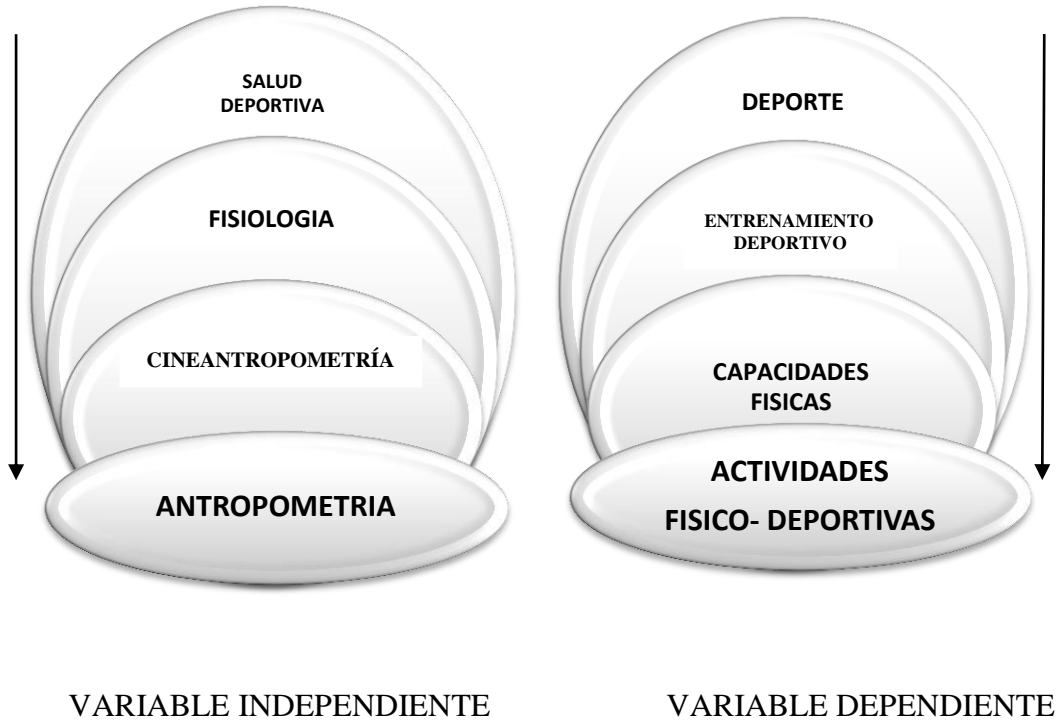 SALUD
DEPORTIVA
FISIOLOGIA
CINEANTROPOMETRÍA
ANTROPOMETRIA
DEPORTE
ENTRENAMIENTO
DEPORTIVO
CAPACIDADES
FISICAS
ACTIVIDADES
FISICO- DEPORTIVAS
VARIABLE INDEPENDIENTE
VARIABLE DEPENDIENTE